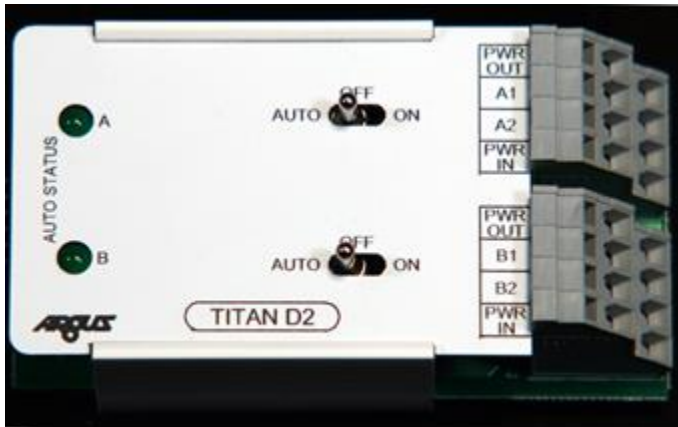 PWR
OUT
A1
A2
PWR
IN
OFF
AUTO
ON
A
AUTO STATUS
B
PWR
OUT
B1
B2
PWR
IN
OFF
AUTO
ON
ARGUS
TITAN D2